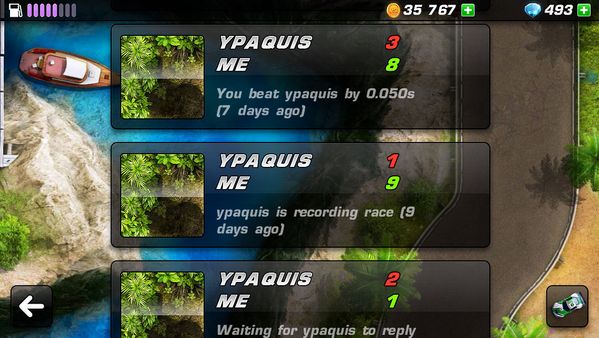 35 767
493
YPAQUIS 3
ME 8
You beat ypaquis by 0.050s
(7 days ago)
YPAQUIS 1
ME 9
ypaquis is recording race (9
days ago)
YPAQUIS 2
ME 1
Waiting for ypaquis to reply